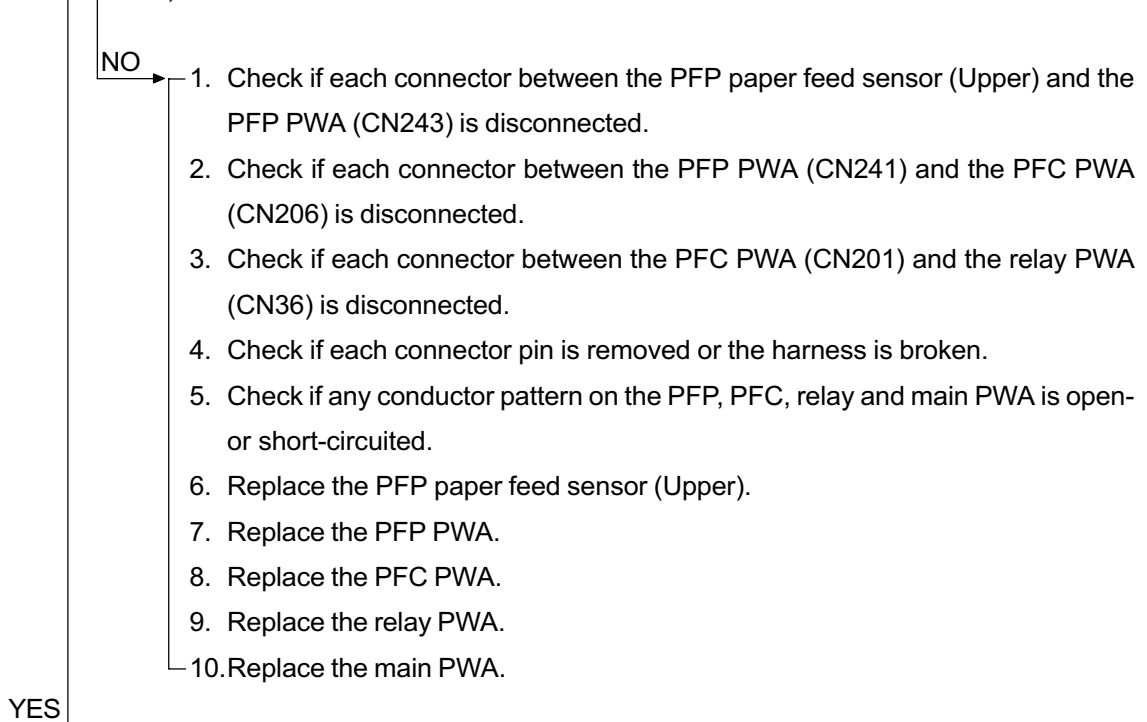 NO
1. Check if each connector between the PFP paper feed sensor (Upper) and the
PFP PWA (CN243) is disconnected.
2. Check if each connector between the PFP PWA (CN241) and the PFC PWA
(CN206) is disconnected.
3. Check if each connector between the PFC PWA (CN201) and the relay PWA
(CN36) is disconnected.
4. Check if each connector pin is removed or the harness is broken.
5. Check if any conductor pattern on the PFP, PFC, relay and main PWA is open-
or short-circuited.
6. Replace the PFP paper feed sensor (Upper).
7. Replace the PFP PWA.
8. Replace the PFC PWA.
9. Replace the relay PWA.
10.Replace the main PWA.
YES